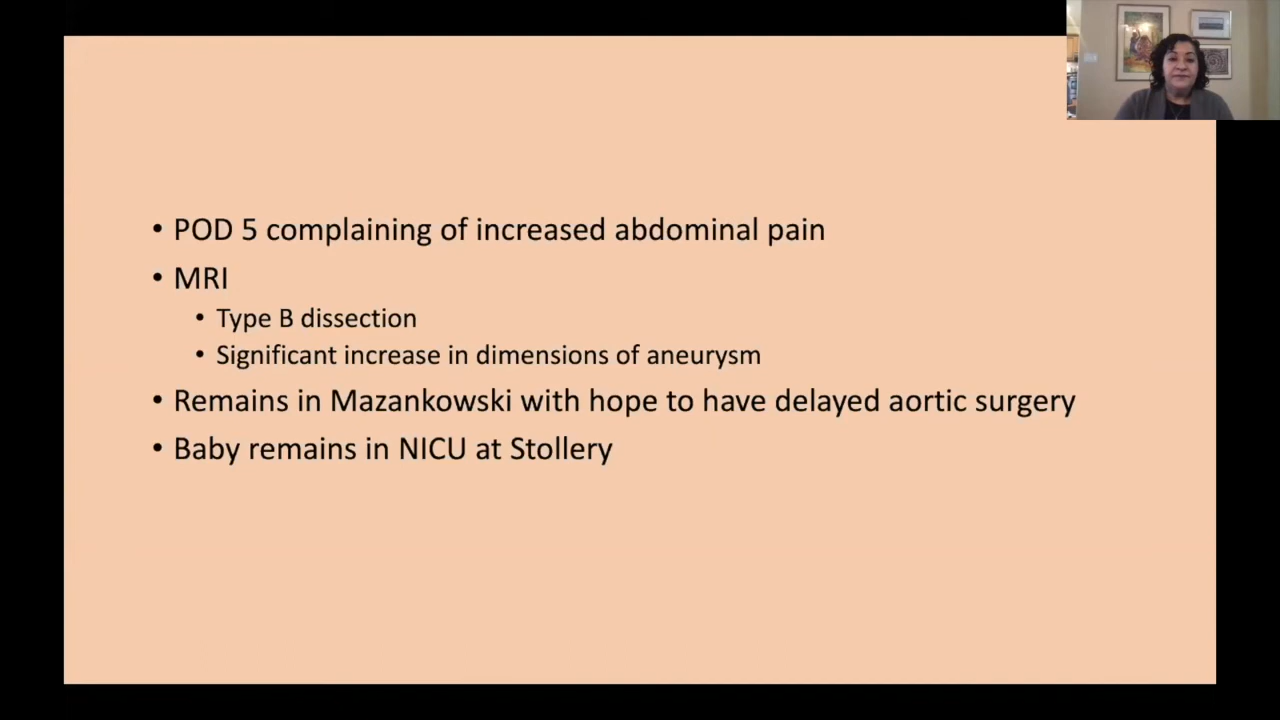 • POD 5 complaining of increased abdominal pain
• MRI
• Type B dissection
• Significant increase in dimensions of aneurysm
• Remains in Mazankowski with hope to have delayed aortic surgery
• Baby remains in NICU at Stollery